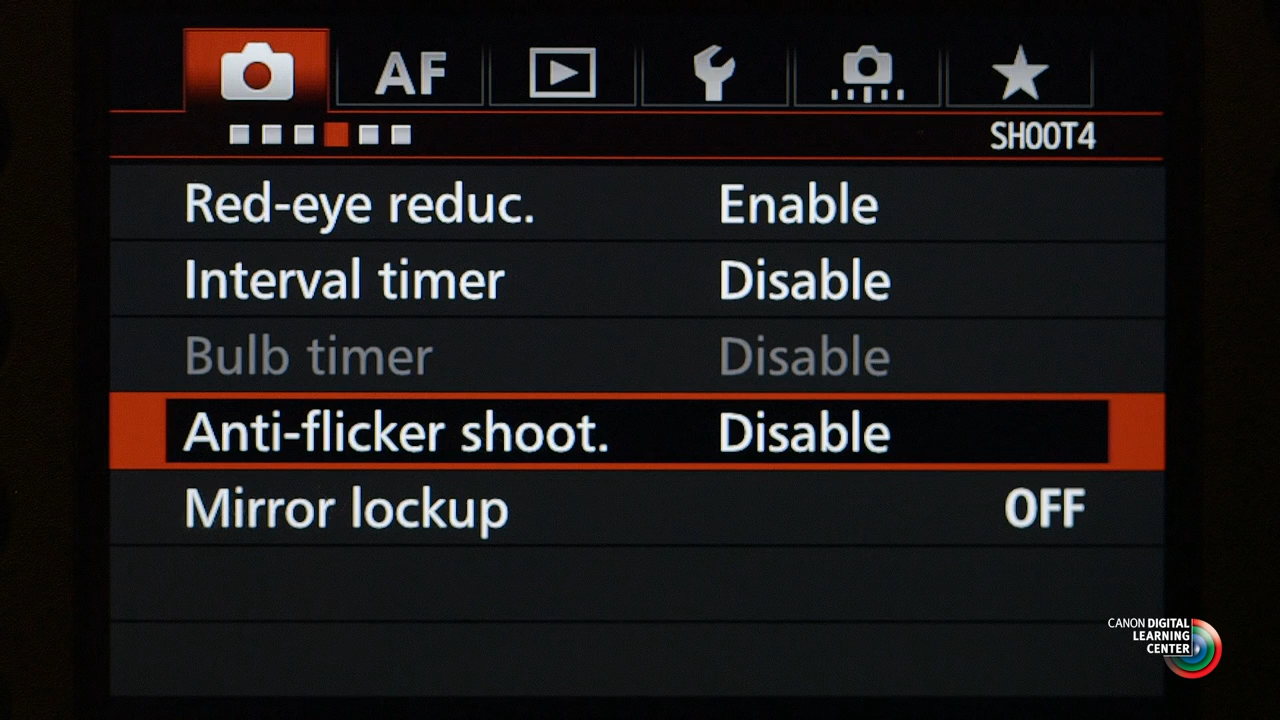 AF
SHOOT4
Red-eye reduc. Enable
Interval timer Disable
Bulb timer Disable
Anti-flicker shoot. Disable
Mirror lockup OFF
CANON DIGITAL
LEARNING
CENTER